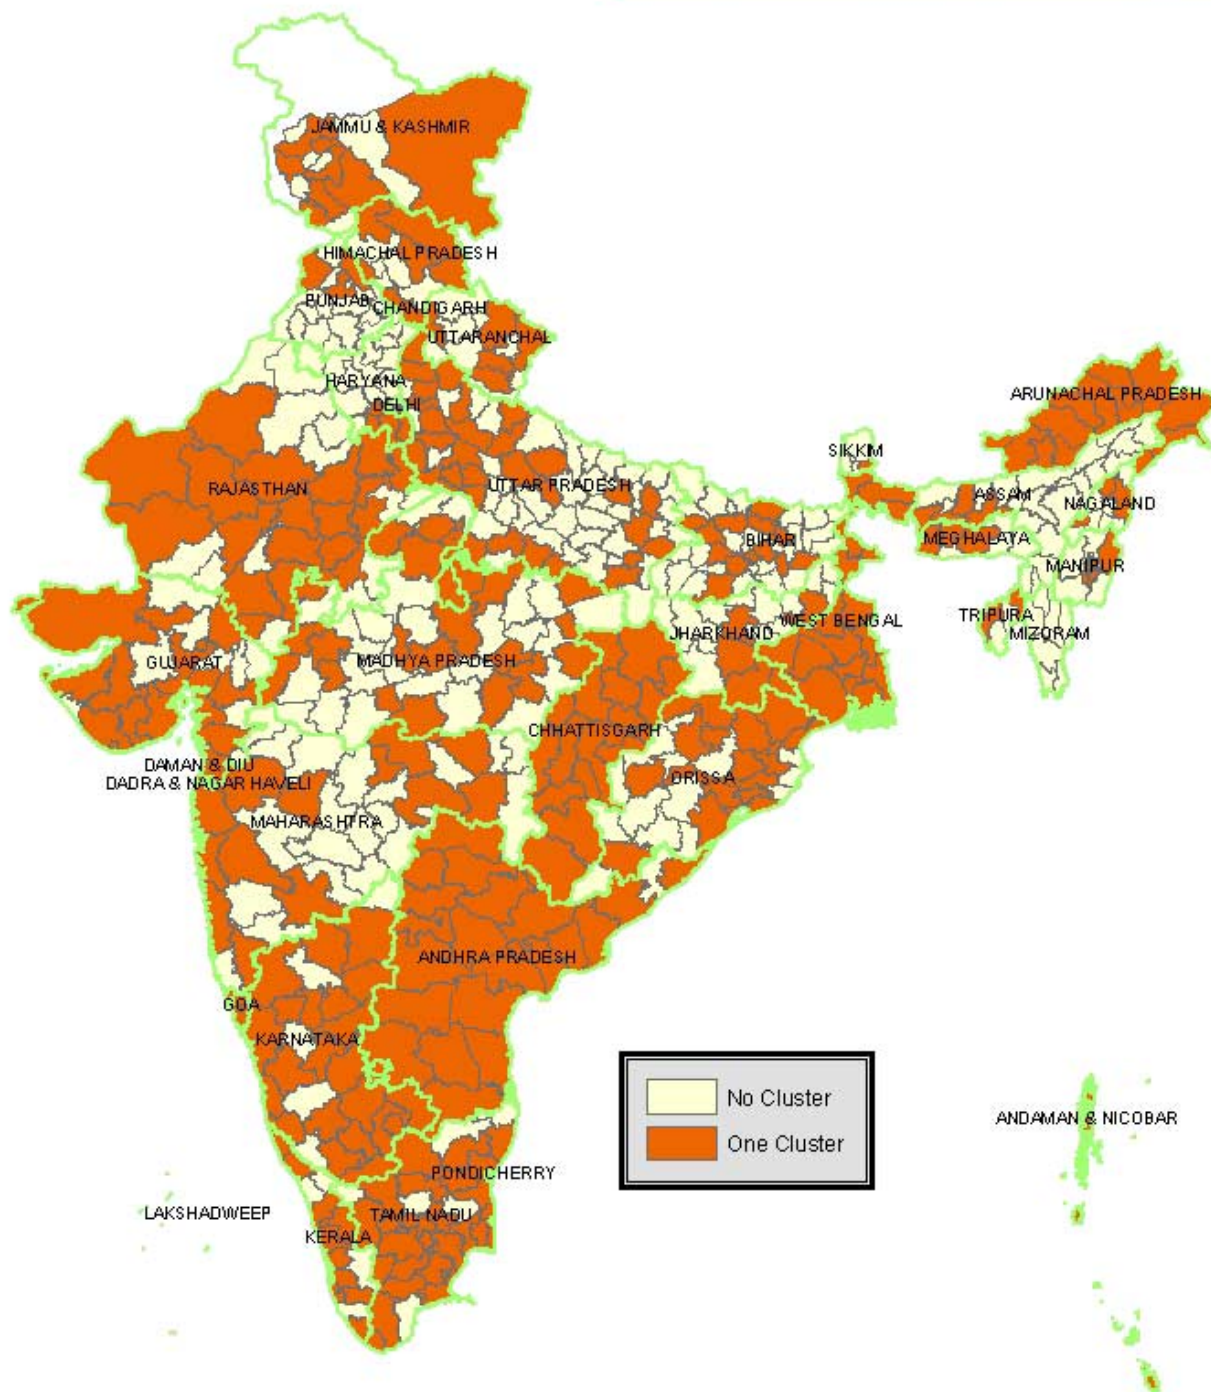 JAMMU & KASHMIR
HIMACHAL PRADESH
PUNJAB
CHANDIGARH
UTTARANCHAL
HARYANA
DELHI
ARUNACHAL PRADESH
SIKKIM
RAJASTHAN
UTTAR PRADESH
ASSAM
NAGALAND
BIHAR
MEGHALAYA
MANIPUR
TRIPURA
WEST BENGAL
JHARKHAND
MIZORAM
GUJARAT
MADHYA PRADESH
CHHATTISGARH
DAMAN & DIU
DADRA & NAGAR HAVELI
ORISSA
MAHARASHTRA
ANDHRA PRADESH
GOA
KARNATAKA
No Cluster
One Cluster
ANDAMAN & NICOBAR
PONDICHERRY
LAKSHADWEEP
TAMIL NADU
KERALA